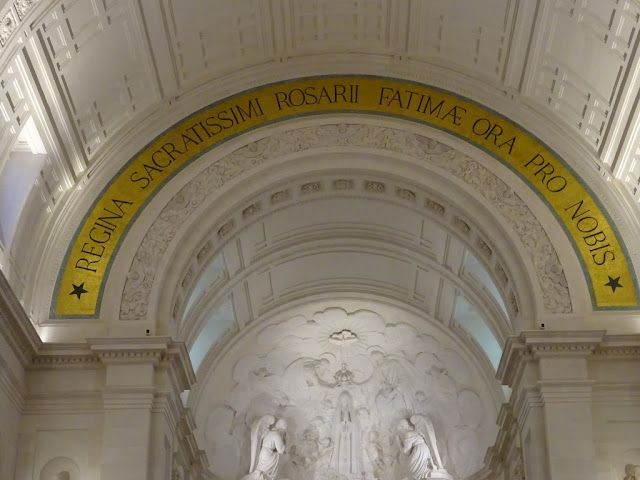 REGINA SACRATISSIMI ROSARII FATIMÆ ORA PRO NOBIS